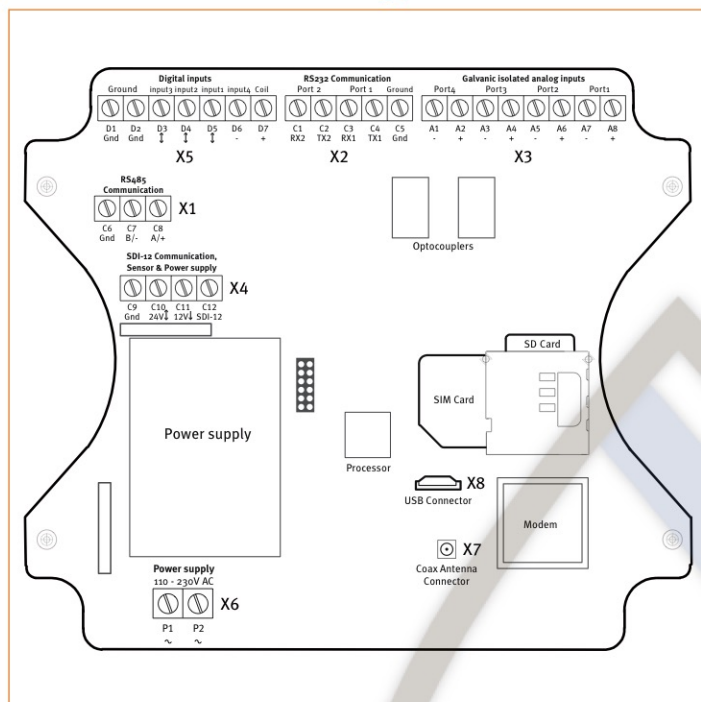 Digital inputs RS232 Communication Galvanic isolated analog inputs
Ground input3 input2 input1 input4 Coil Port 2 Port 1 Ground Port4 Port3 Port2 Port1
D1 D2 D3 D4 D5 D6 D7 C1 C2 C3 C4 C5 A1 A2 A3 A4 A5 A6 A7 A8
Gnd Gnd ↕ ↕ ↕ - + RX2 TX2 RX1 TX1 Gnd - + - + - + - +
X5 X2 X3
RS485
Communication
X1
C6 C7 C8
Gnd B/- A/+
Optocouplers
SDI-12 Communication,
Sensor & Power supply
X4
C9 C10 C11 C12
Gnd 24V↕ 12V↓ SDI-12
SD Card
SIM Card
Power supply
Processor
X8
USB Connector
Modem
X7
Coax Antenna
Connector
Power supply
110 - 230V AC
X6
P1 P2
~ ~